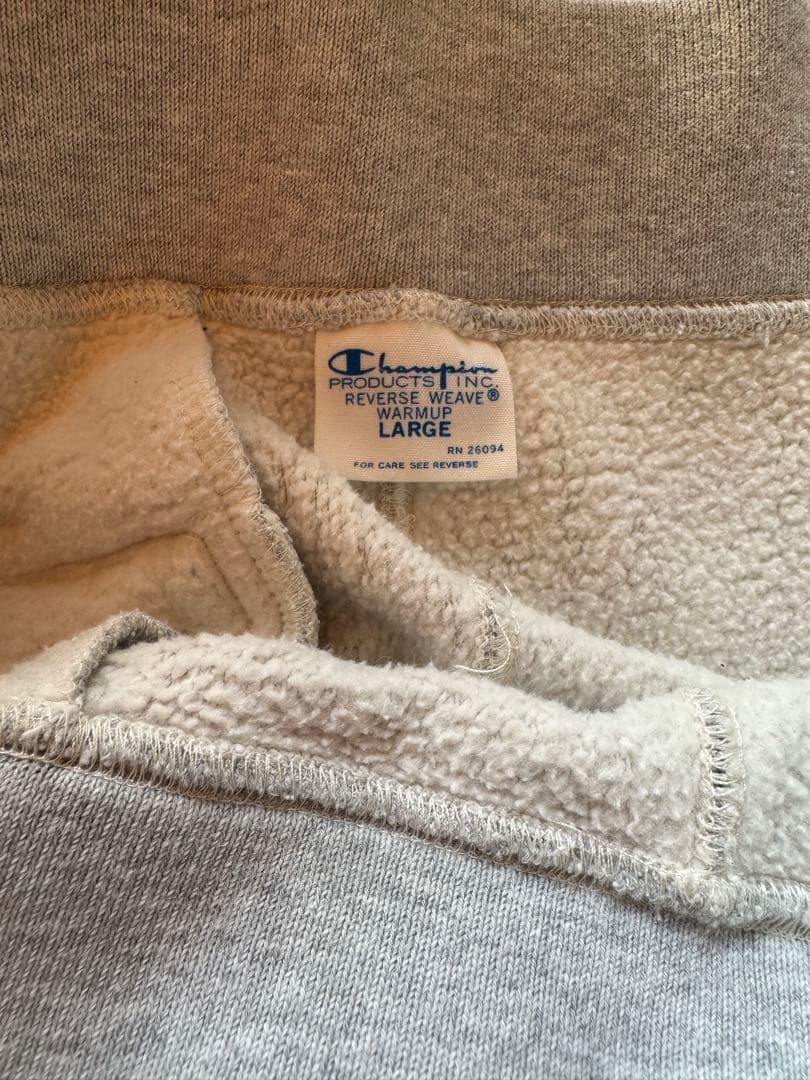 Champion
PRODUCTS INC.
REVERSE WEAVE®
WARMUP
LARGE
RN 26094
FOR CARE SEE REVERSE